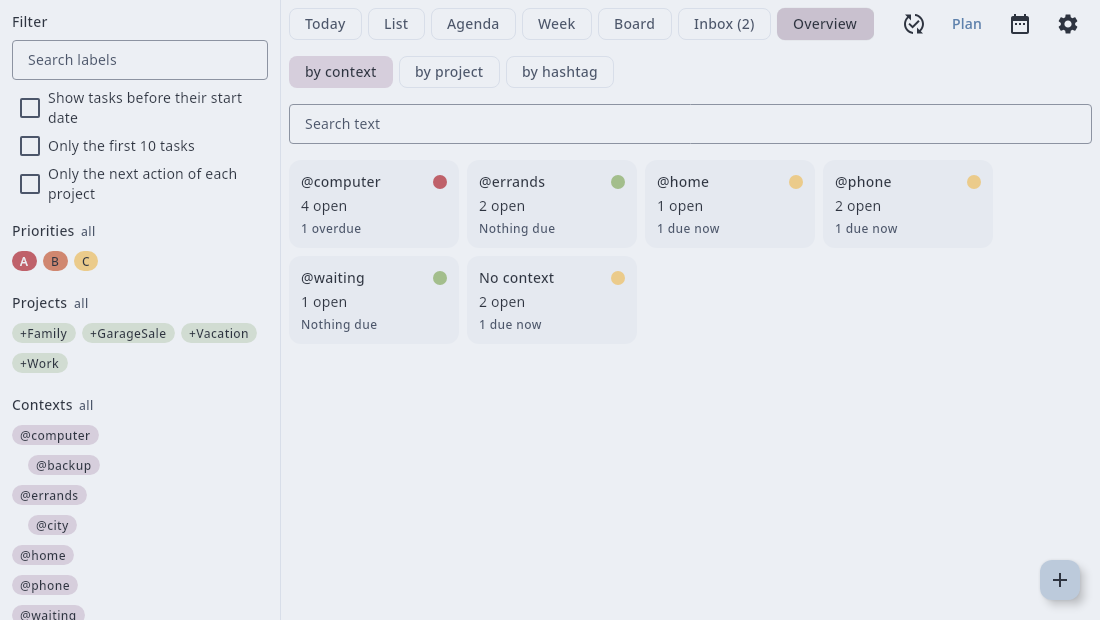 Filter
Search labels
Show tasks before their start
date
Only the first 10 tasks
Only the next action of each
project
Priorities all
A B C
Projects all
+Family +GarageSale +Vacation
+Work
Contexts all
@computer
@backup
@errands
@city
@home
@phone
@waiting
Today List Agenda Week Board Inbox (2) Overview Plan
by context by project by hashtag
Search text
@computer
4 open
1 overdue
@errands
2 open
Nothing due
@home
1 open
1 due now
@phone
2 open
1 due now
@waiting
1 open
Nothing due
No context
2 open
1 due now